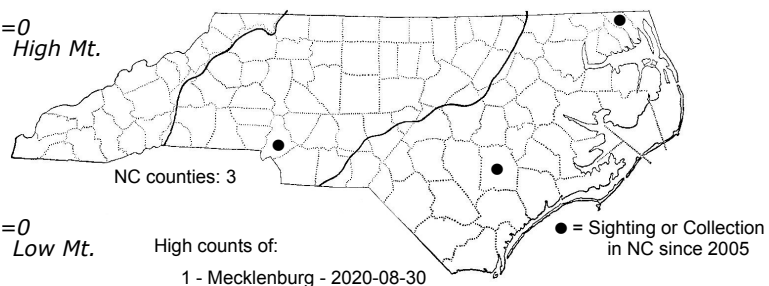 =0
High Mt.
NC counties: 3
=0
Low Mt.
High counts of:
1 - Mecklenburg - 2020-08-30
● = Sighting or Collection
in NC since 2005